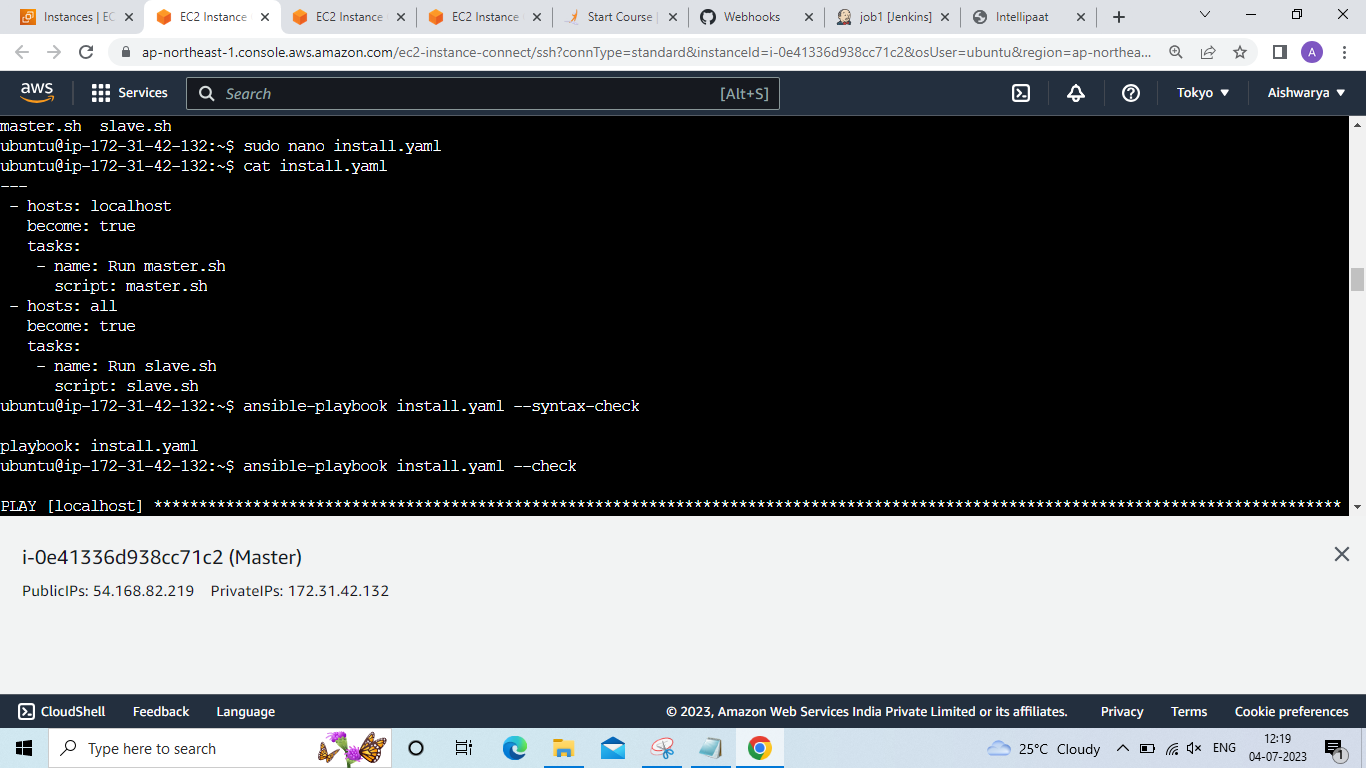 Instances | EC
EC2 Instance
EC2 Instance
EC2 Instance
Start Course |
Webhooks
job1 [Jenkins]
Intellipaat
ap-northeast-1.console.aws.amazon.com/ec2-instance-connect/ssh?connType=standard&instanceId=i-0e41336d938cc71c2&osUser=ubuntu&region=ap-northea...
A
aws
Services
Search
[Alt+S]
Tokyo
Aishwarya
master.sh  slave.sh
ubuntu@ip-172-31-42-132:~$ sudo nano install.yaml
ubuntu@ip-172-31-42-132:~$ cat install.yaml
---
 - hosts: localhost
   become: true
   tasks:
    - name: Run master.sh
      script: master.sh
 - hosts: all
   become: true
   tasks:
    - name: Run slave.sh
      script: slave.sh
ubuntu@ip-172-31-42-132:~$ ansible-playbook install.yaml --syntax-check
playbook: install.yaml
ubuntu@ip-172-31-42-132:~$ ansible-playbook install.yaml --check
PLAY [localhost] ************************************************************************************************************************************
i-0e41336d938cc71c2 (Master)
PublicIPs: 54.168.82.219    PrivateIPs: 172.31.42.132
CloudShell
Feedback
Language
© 2023, Amazon Web Services India Private Limited or its affiliates.
Privacy
Terms
Cookie preferences
Type here to search
25°C Cloudy
ENG
12:19
04-07-2023
1